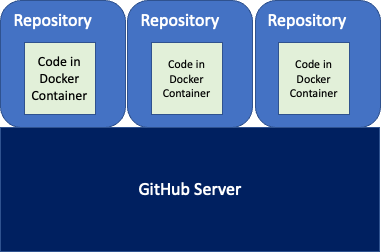 Repository
Repository
Repository
Code in
Docker
Container
Code in
Docker
Container
Code in
Docker
Container
GitHub Server